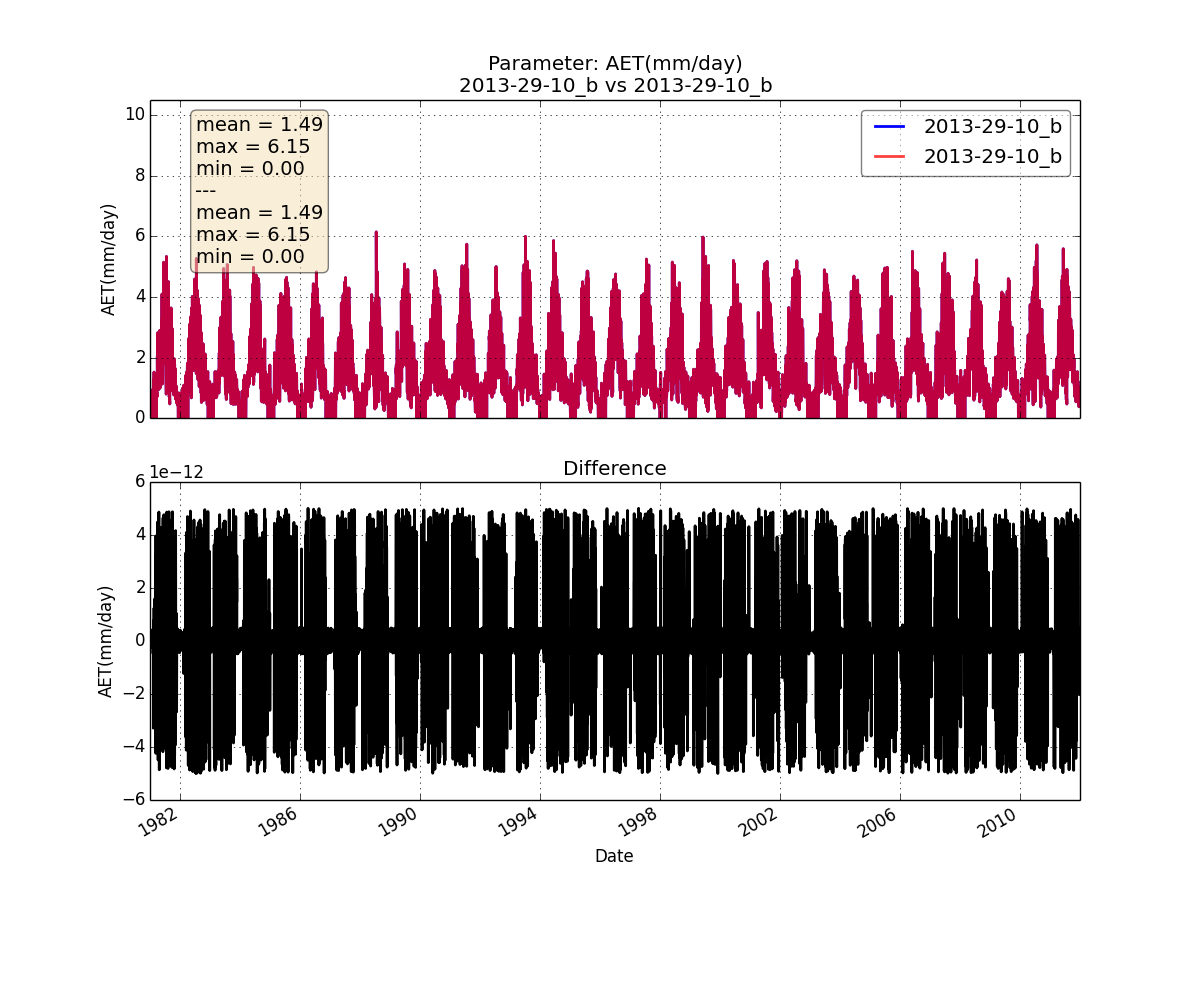 Parameter: AET(mm/day)
2013-29-10_b vs 2013-29-10_b
10
8
6
4
2
0
AET(mm/day)
mean = 1.49
max = 6.15
min = 0.00
---
mean = 1.49
max = 6.15
min = 0.00
2013-29-10_b
2013-29-10_b
Difference
1e−12
6
4
2
0
−2
−4
−6
AET(mm/day)
1982 1986 1990 1994 1998 2002 2006 2010
Date